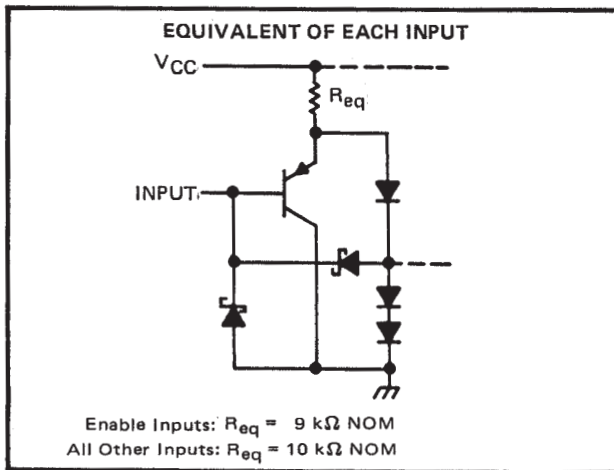 EQUIVALENT OF EACH INPUT
VCC
Req
INPUT
Enable Inputs: Req = 9 kΩ NOM
All Other Inputs: Req = 10 kΩ NOM